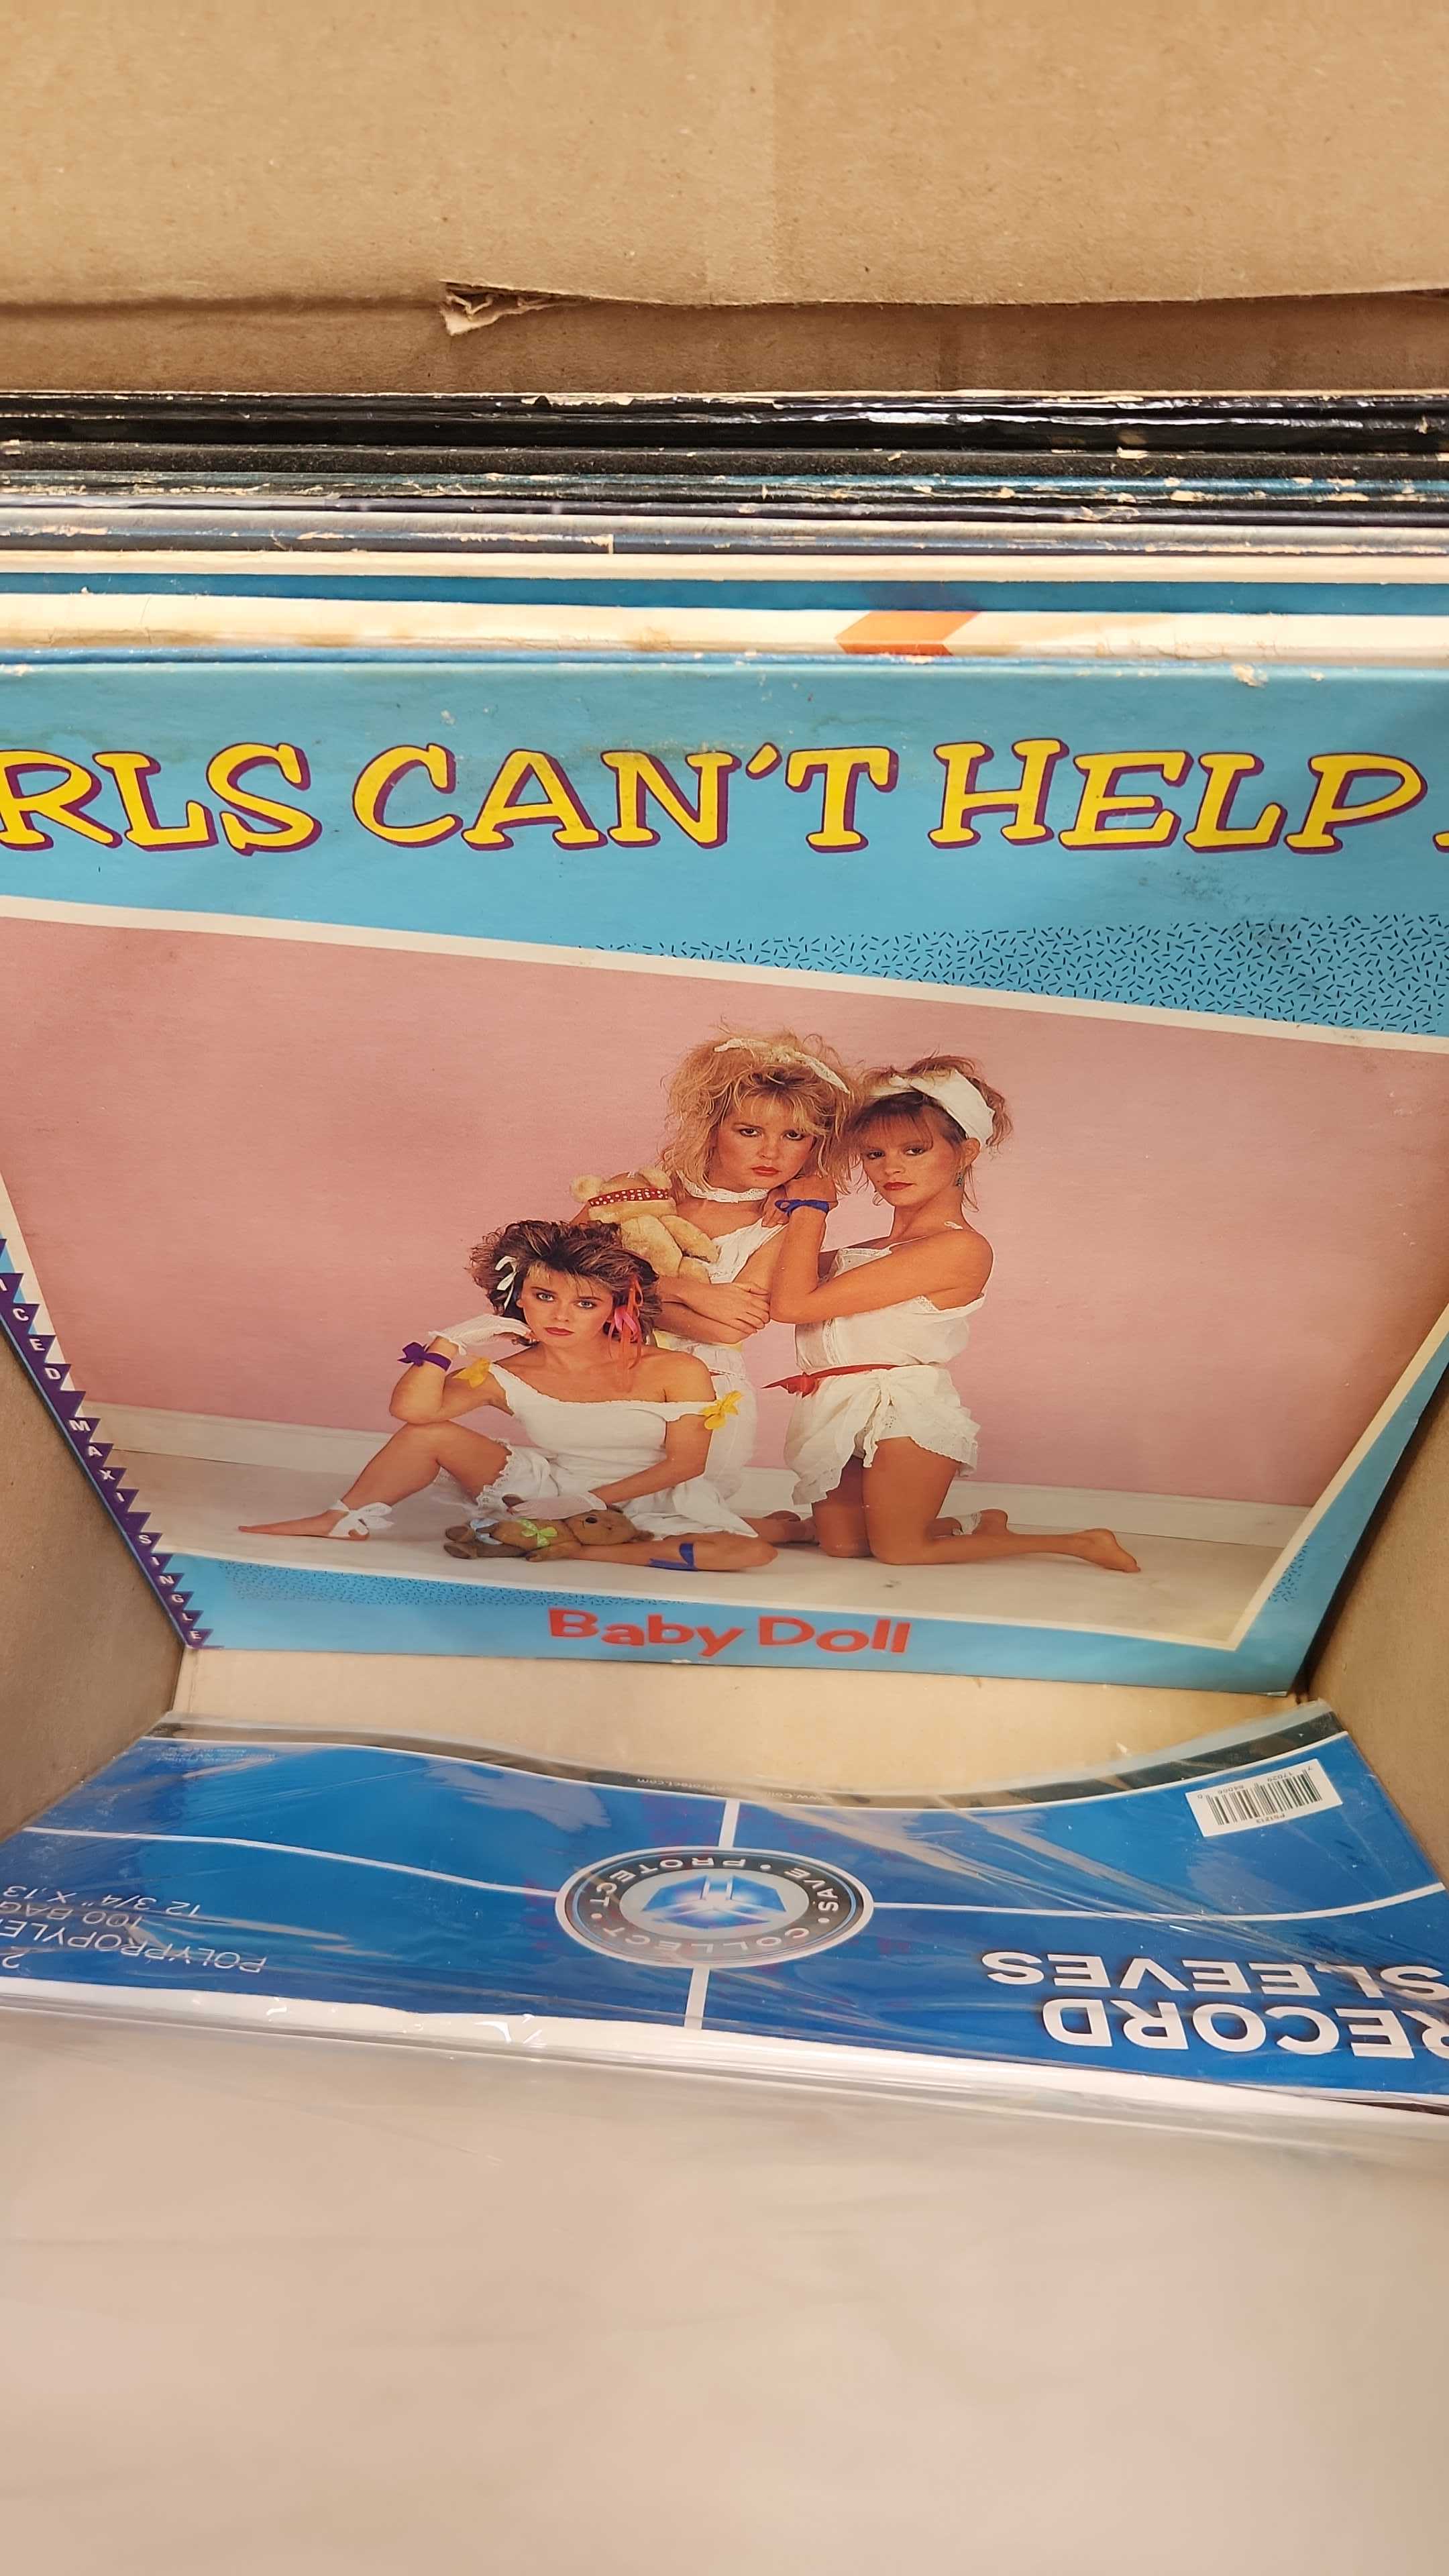 RLS CAN'T HELP
ICED MAXI-SINGLE
Baby Doll
SAVE • PROTECT • COLLECT •
RECORD
SLEEVES
POLYPROPYLE
100 BAG
12 3/4" X 13
2